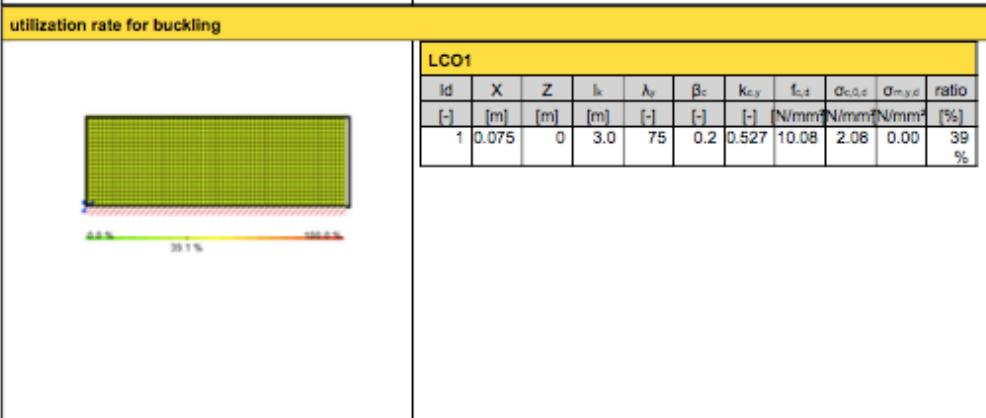 utilization rate for buckling
LCO1
Id X Z lk λy βc kc,y fc,d σc,0,d σm,y,d ratio
[-] [m] [m] [m] [-] [-] [-] [N/mm² N/mm² N/mm² [%]
1 0.075 0 3.0 75 0.2 0.527 10.08 2.08 0.00 39
%
0.0 % 100.0 %
39.1 %